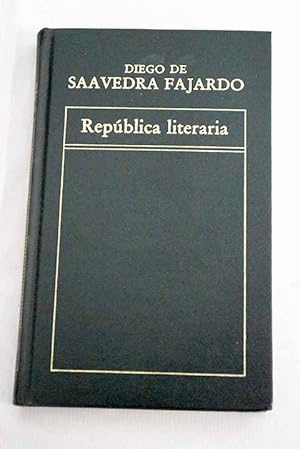 DIEGO DE
SAAVEDRA FAJARDO
República literaria